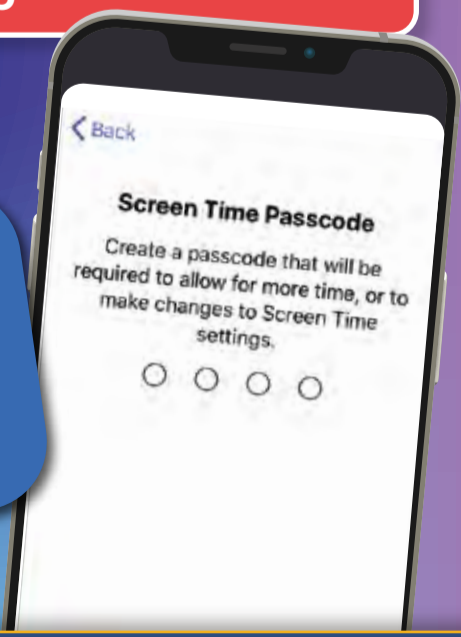 Back
Screen Time Passcode
Create a passcode that will be
required to allow for more time, or to
make changes to Screen Time
settings.